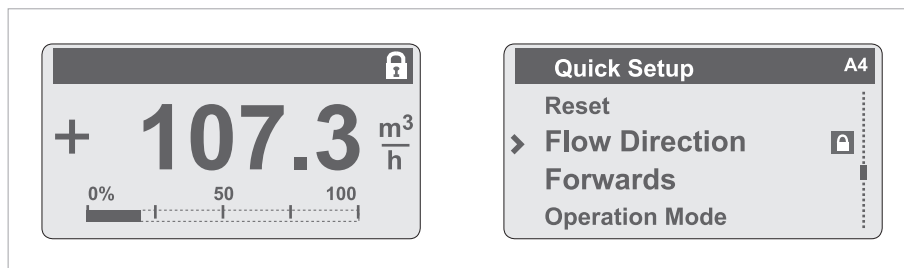 + 107.3 m³/h
0% 50 100
Quick Setup A4
Reset
> Flow Direction
Forwards
Operation Mode